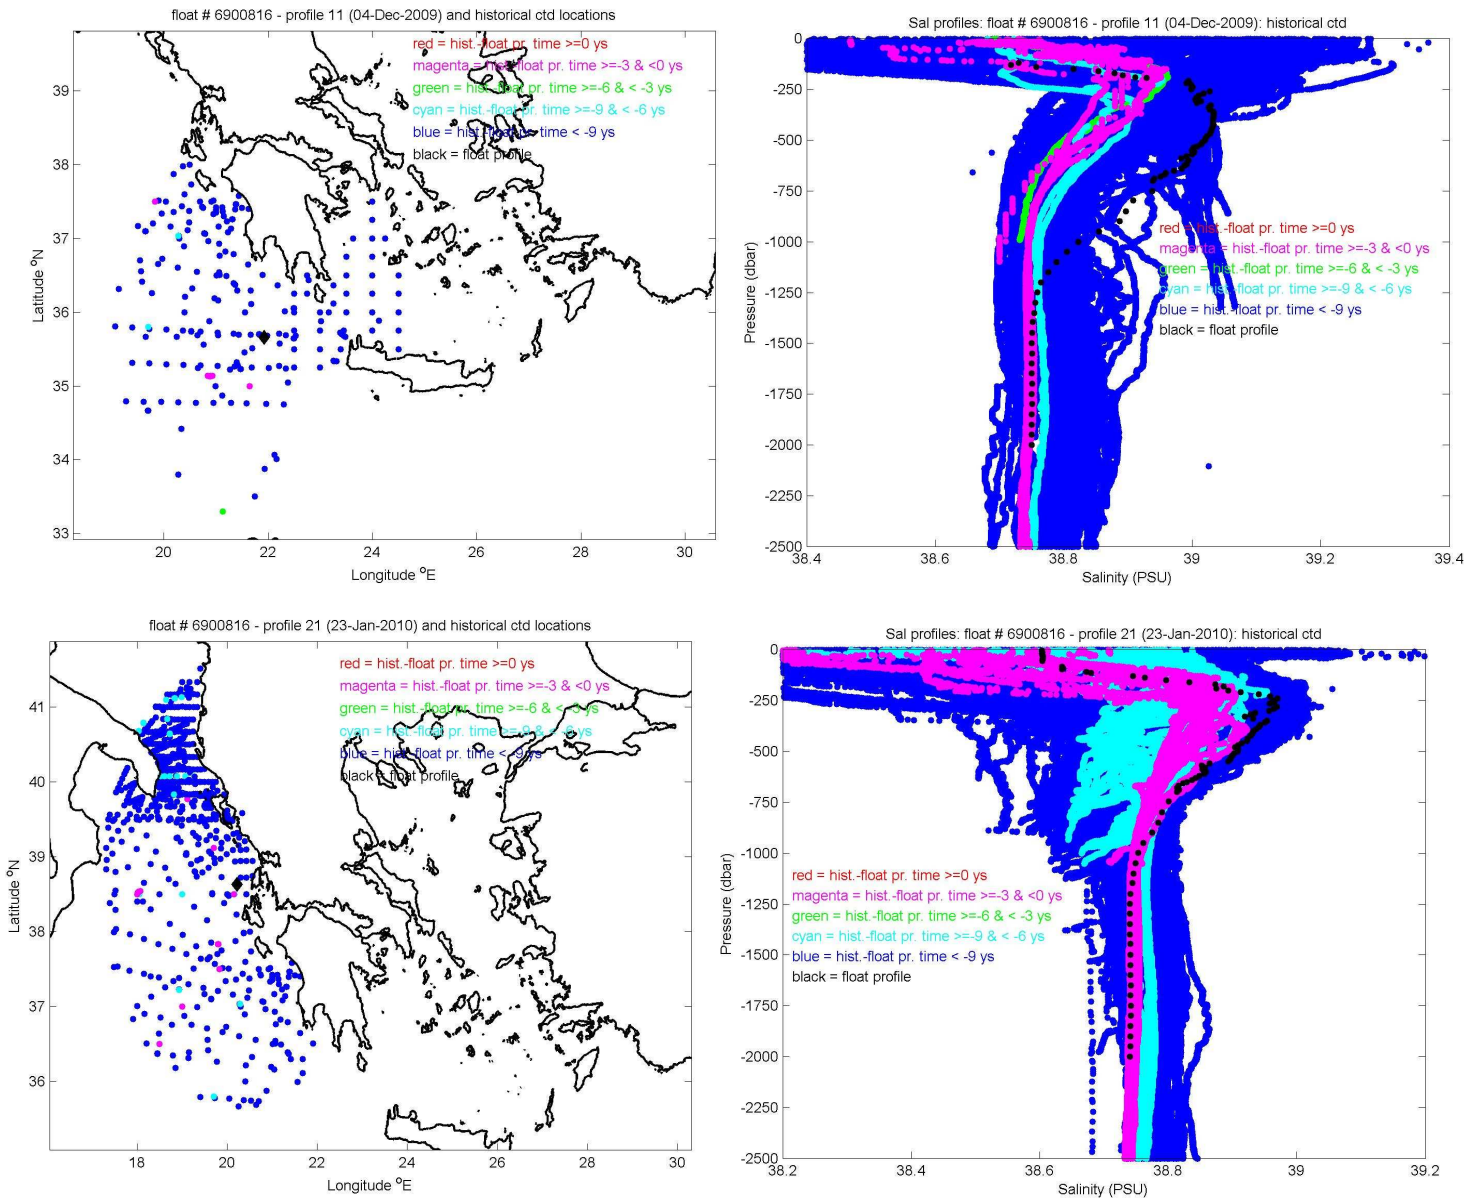 float # 6900816 - profile 11 (04-Dec-2009) and historical ctd locations
red = hist.-float pr. time >=0 ys
magenta = hist.-float pr. time >=-3 & <0 ys
green = hist.-float pr. time >=-6 & < -3 ys
cyan = hist.-float pr. time >=-9 & < -6 ys
blue = hist.-float pr. time < -9 ys
black = float profile
39
38
37
36
35
34
33
Latitude °N
20
22
24
26
28
30
Longitude °E
Sal profiles: float # 6900816 - profile 11 (04-Dec-2009): historical ctd
0
-250
-500
-750
-1000
-1250
-1500
-1750
-2000
-2250
-2500
Pressure (dbar)
red = hist.-float pr. time >=0 ys
magenta = hist.-float pr. time >=-3 & <0 ys
green = hist.-float pr. time >=-6 & < -3 ys
cyan = hist.-float pr. time >=-9 & < -6 ys
blue = hist.-float pr. time < -9 ys
black = float profile
38.4
38.6
38.8
39
39.2
39.4
Salinity (PSU)
float # 6900816 - profile 21 (23-Jan-2010) and historical ctd locations
red = hist.-float pr. time >=0 ys
magenta = hist.-float pr. time >=-3 & <0 ys
green = hist.-float pr. time >=-6 & < -3 ys
cyan = hist.-float pr. time >=-9 & < -6 ys
blue = hist.-float pr. time < -9 ys
black = float profile
41
40
39
38
37
36
Latitude °N
18
20
22
24
26
28
30
Longitude °E
Sal profiles: float # 6900816 - profile 21 (23-Jan-2010): historical ctd
0
-250
-500
-750
-1000
-1250
-1500
-1750
-2000
-2250
-2500
Pressure (dbar)
red = hist.-float pr. time >=0 ys
magenta = hist.-float pr. time >=-3 & <0 ys
green = hist.-float pr. time >=-6 & < -3 ys
cyan = hist.-float pr. time >=-9 & < -6 ys
blue = hist.-float pr. time < -9 ys
black = float profile
38.2
38.4
38.6
38.8
39
39.2
Salinity (PSU)